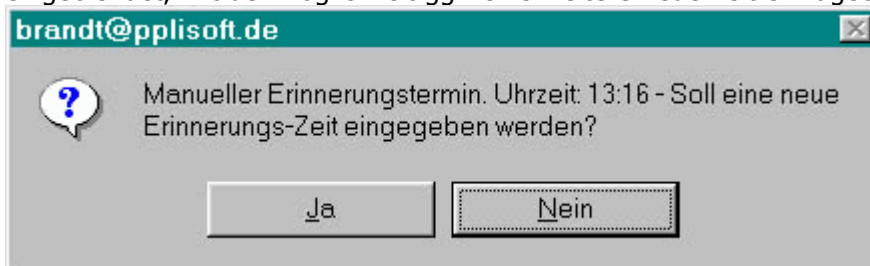 brandt@pplisoft.de
Manueller Erinnerungstermin. Uhrzeit: 13:16 - Soll eine neue
Erinnerungs-Zeit eingegeben werden?
Ja
Nein